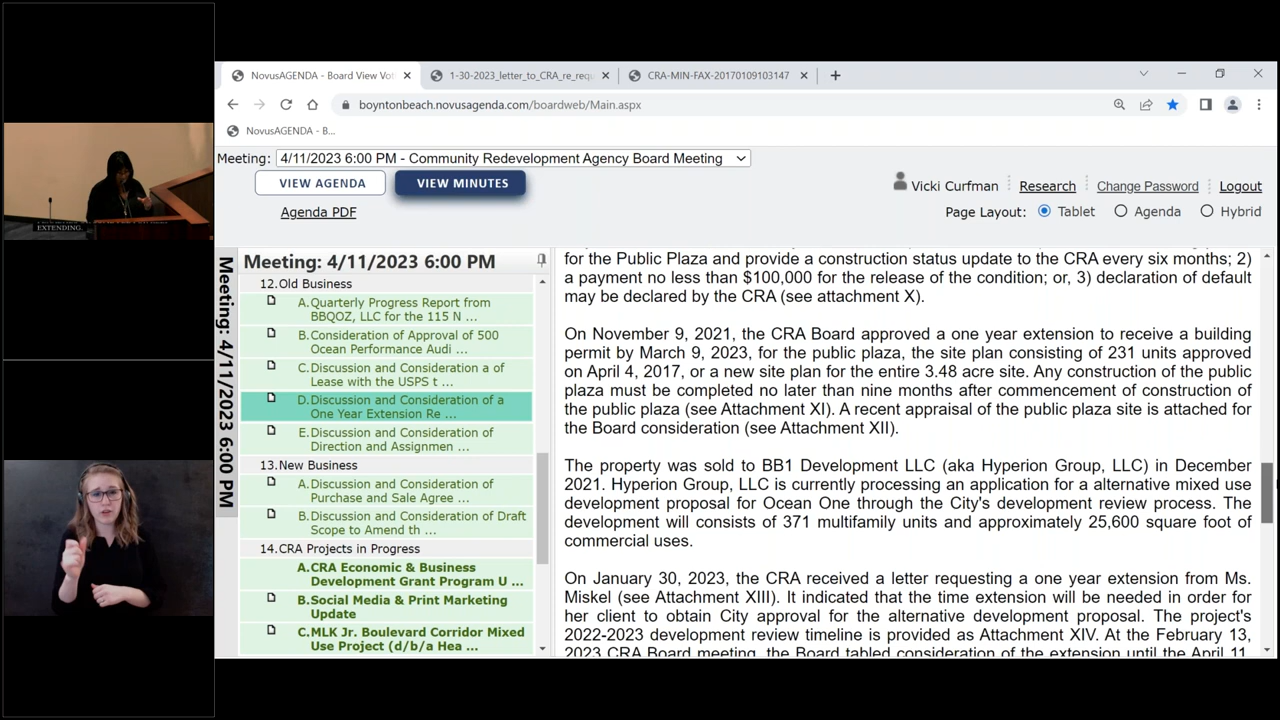 NovusAGENDA - Board View Vot
1-30-2023_letter_to_CRA_re_requ
CRA-MIN-FAX-20170109103147
boyntonbeach.novusagenda.com/boardweb/Main.aspx
NovusAGENDA - B...
Meeting: 4/11/2023 6:00 PM - Community Redevelopment Agency Board Meeting
VIEW AGENDA
VIEW MINUTES
Agenda PDF
Vicki Curfman
Research
Change Password
Logout
Page Layout:
Tablet
Agenda
Hybrid
EXTENDING.
Meeting: 4/11/2023 6:00 PM
Meeting: 4/11/2023 6:00 PM
12.Old Business
A.Quarterly Progress Report from
BBQOZ, LLC for the 115 N ...
B.Consideration of Approval of 500
Ocean Performance Audi ...
C.Discussion and Consideration a of
Lease with the USPS t ...
D.Discussion and Consideration of a
One Year Extension Re ...
E.Discussion and Consideration of
Direction and Assignmen ...
13.New Business
A.Discussion and Consideration of
Purchase and Sale Agree ...
B.Discussion and Consideration of Draft
Scope to Amend th ...
14.CRA Projects in Progress
A.CRA Economic & Business
Development Grant Program U ...
B.Social Media & Print Marketing
Update
C.MLK Jr. Boulevard Corridor Mixed
Use Project (d/b/a Hea ...
for the Public Plaza and provide a construction status update to the CRA every six months; 2)
a payment no less than $100,000 for the release of the condition; or, 3) declaration of default
may be declared by the CRA (see attachment X).
On November 9, 2021, the CRA Board approved a one year extension to receive a building
permit by March 9, 2023, for the public plaza, the site plan consisting of 231 units approved
on April 4, 2017, or a new site plan for the entire 3.48 acre site. Any construction of the public
plaza must be completed no later than nine months after commencement of construction of
the public plaza (see Attachment XI). A recent appraisal of the public plaza site is attached for
the Board consideration (see Attachment XII).
The property was sold to BB1 Development LLC (aka Hyperion Group, LLC) in December
2021. Hyperion Group, LLC is currently processing an application for a alternative mixed use
development proposal for Ocean One through the City's development review process. The
development will consists of 371 multifamily units and approximately 25,600 square foot of
commercial uses.
On January 30, 2023, the CRA received a letter requesting a one year extension from Ms.
Miskel (see Attachment XIII). It indicated that the time extension will be needed in order for
her client to obtain City approval for the alternative development proposal. The project's
2022-2023 development review timeline is provided as Attachment XIV. At the February 13,
2023 CRA Board meeting, the Board tabled consideration of the extension until the April 11,